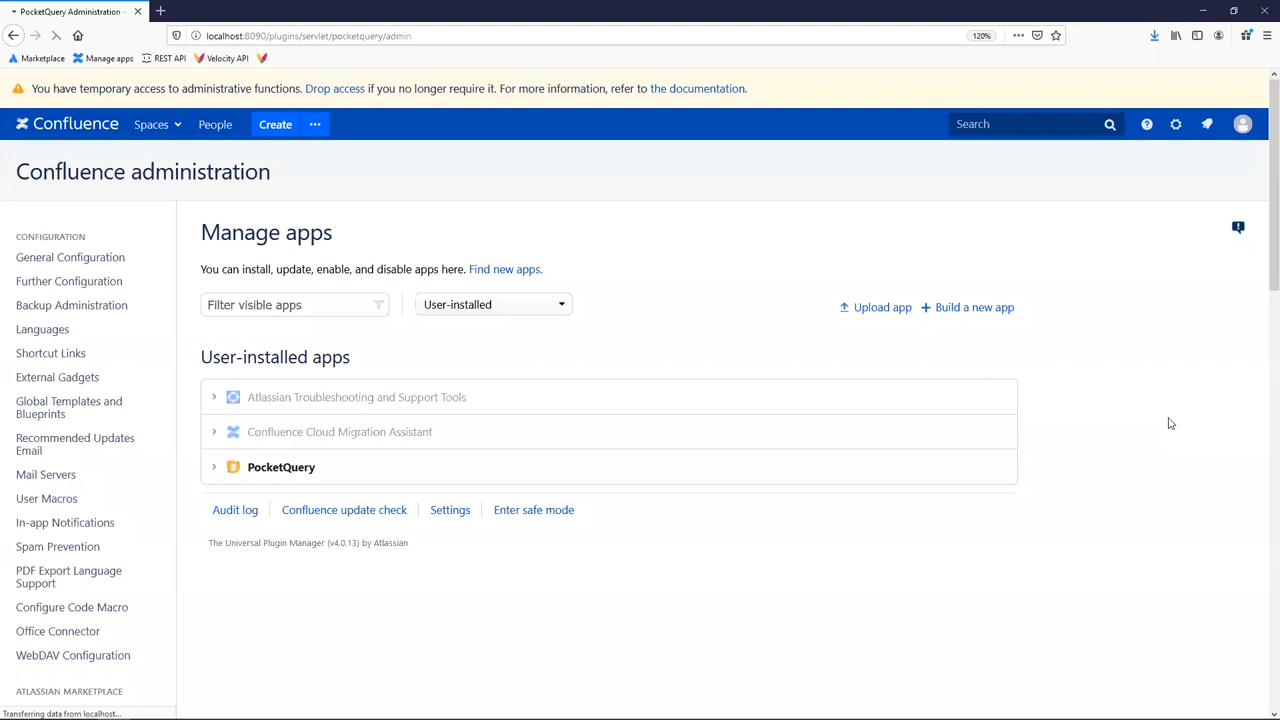 PocketQuery Administration
localhost:8090/plugins/servlet/pocketquery/admin
120%
Marketplace
Manage apps
REST API
Velocity API
You have temporary access to administrative functions. Drop access if you no longer require it. For more information, refer to the documentation.
Confluence
Spaces
People
Create
Search
Confluence administration
CONFIGURATION
General Configuration
Further Configuration
Backup Administration
Languages
Shortcut Links
External Gadgets
Global Templates and
Blueprints
Recommended Updates
Email
Mail Servers
User Macros
In-app Notifications
Spam Prevention
PDF Export Language
Support
Configure Code Macro
Office Connector
WebDAV Configuration
ATLASSIAN MARKETPLACE
Manage apps
You can install, update, enable, and disable apps here. Find new apps.
Filter visible apps
User-installed
Upload app
Build a new app
User-installed apps
Atlassian Troubleshooting and Support Tools
Confluence Cloud Migration Assistant
PocketQuery
Audit log
Confluence update check
Settings
Enter safe mode
The Universal Plugin Manager (v4.0.13) by Atlassian
Transferring data from localhost...